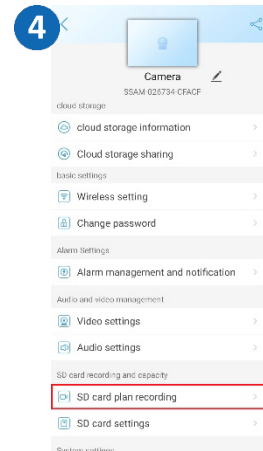 4
Camera
SSAM-026734-CFACF
cloud storage
cloud storage information
Cloud storage sharing
basic settings
Wireless setting
Change password
Alarm Settings
Alarm management and notification
Audio and video management
Video settings
Audio settings
SD card recording and capacity
SD card plan recording
SD card settings
System settings